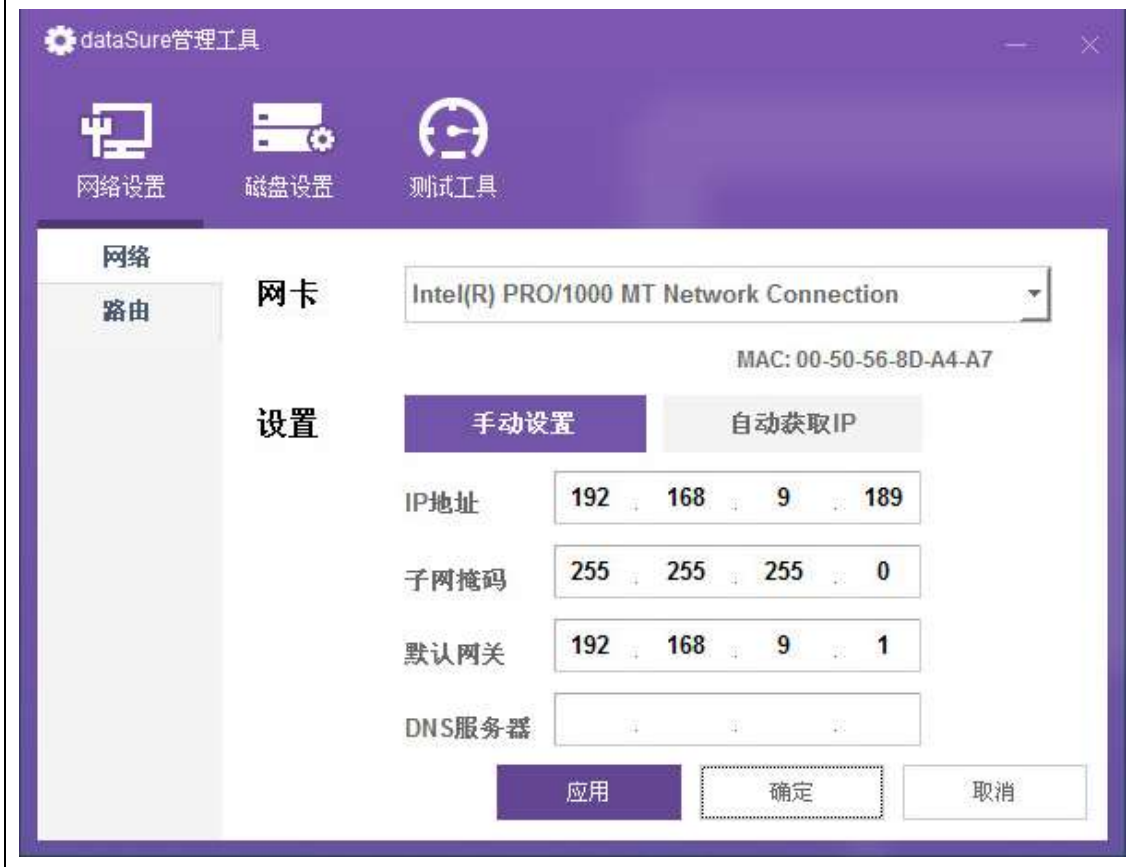 dataSure管理工具
网络设置 磁盘设置 测试工具
网络
路由
网卡 Intel(R) PRO/1000 MT Network Connection
MAC: 00-50-56-8D-A4-A7
设置 手动设置 自动获取IP
IP地址 192 . 168 . 9 . 189
子网掩码 255 . 255 . 255 . 0
默认网关 192 . 168 . 9 . 1
DNS服务器 . . .
应用 确定 取消